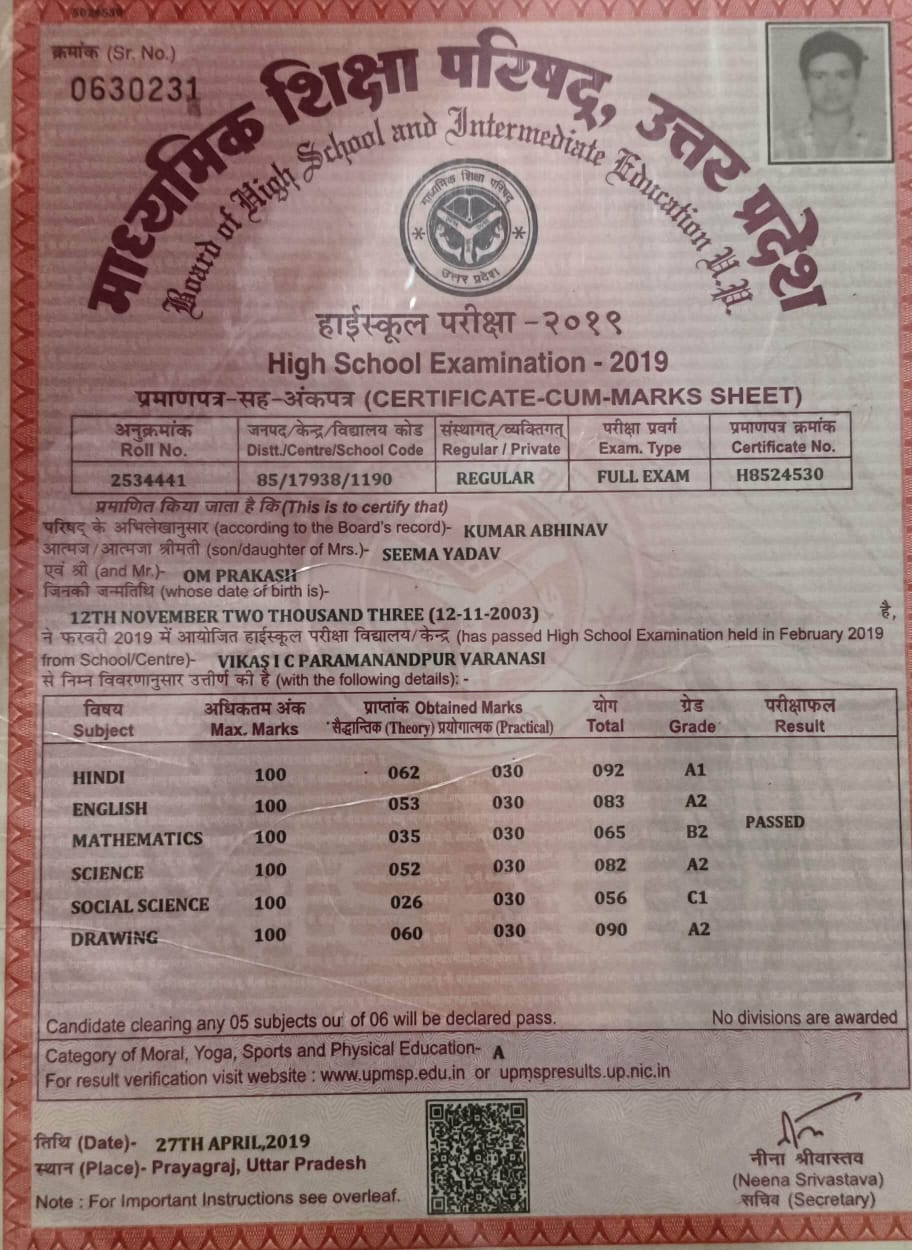 क्रमांक (Sr. No.)
0630231
माध्यमिक शिक्षा परिषद्, उत्तर प्रदेश
Board of High School and Intermediate Education U.P.
माध्यमिक शिक्षा परिषद्
उत्तर प्रदेश
हाईस्कूल परीक्षा -२०१९
High School Examination - 2019
प्रमाणपत्र-सह-अंकपत्र (CERTIFICATE-CUM-MARKS SHEET)
अनुक्रमांक जनपद/केन्द्र/विद्यालय कोड संस्थागत्/व्यक्तिगत् परीक्षा प्रवर्ग प्रमाणपत्र क्रमांक
Roll No. Distt./Centre/School Code Regular / Private Exam. Type Certificate No.
2534441 85/17938/1190 REGULAR FULL EXAM H8524530
प्रमाणित किया जाता है कि (This is to certify that)
परिषद् के अभिलेखानुसार (according to the Board's record)- KUMAR ABHINAV
आत्मज/आत्मजा श्रीमती (son/daughter of Mrs.)- SEEMA YADAV
एवं श्री (and Mr.)- OM PRAKASH
जिनकी जन्मतिथि (whose date of birth is)-
12TH NOVEMBER TWO THOUSAND THREE (12-11-2003) है,
ने फरवरी 2019 में आयोजित हाईस्कूल परीक्षा विद्यालय/केन्द्र (has passed High School Examination held in February 2019
from School/Centre)- VIKAS I C PARAMANANDPUR VARANASI
से निम्न विवरणानुसार उत्तीर्ण की है (with the following details): -
विषय अधिकतम अंक प्राप्तांक Obtained Marks योग ग्रेड परीक्षाफल
Subject Max. Marks सैद्धान्तिक (Theory) प्रयोगात्मक (Practical) Total Grade Result
HINDI 100 062 030 092 A1
ENGLISH 100 053 030 083 A2
PASSED
MATHEMATICS 100 035 030 065 B2
SCIENCE 100 052 030 082 A2
SOCIAL SCIENCE 100 026 030 056 C1
DRAWING 100 060 030 090 A2
Candidate clearing any 05 subjects out of 06 will be declared pass. No divisions are awarded
Category of Moral, Yoga, Sports and Physical Education- A
For result verification visit website : www.upmsp.edu.in or upmspresults.up.nic.in
तिथि (Date)- 27TH APRIL,2019
स्थान (Place)- Prayagraj, Uttar Pradesh
Note : For Important Instructions see overleaf.
नीना श्रीवास्तव
(Neena Srivastava)
सचिव (Secretary)